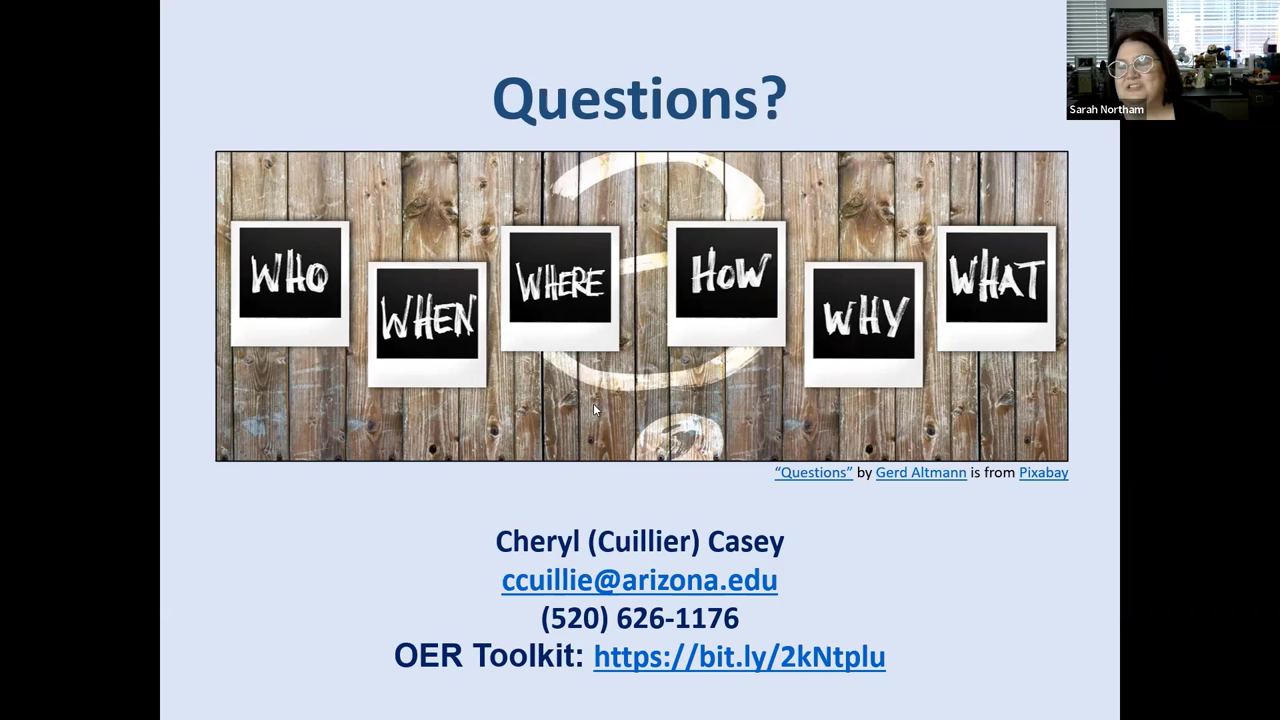 Questions?
Sarah Northam
WHO
WHEN
WHERE
HOW
WHY
WHAT
“Questions” by Gerd Altmann is from Pixabay
Cheryl (Cuillier) Casey
ccuillie@arizona.edu
(520) 626-1176
OER Toolkit: https://bit.ly/2kNtplu